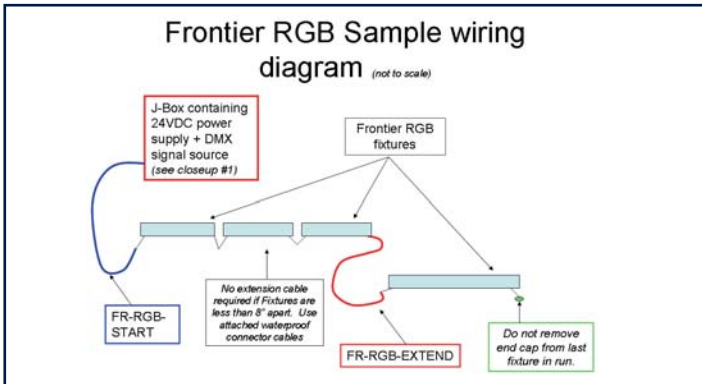 Frontier RGB Sample wiring
diagram (not to scale)
J-Box containing
24VDC power
supply + DMX
signal source
(see closeup #1)
Frontier RGB
fixtures
FR-RGB-
START
No extension cable
required if Fixtures are
less than 8" apart. Use
attached waterproof
connector cables
FR-RGB-EXTEND
Do not remove
end cap from last
fixture in run.